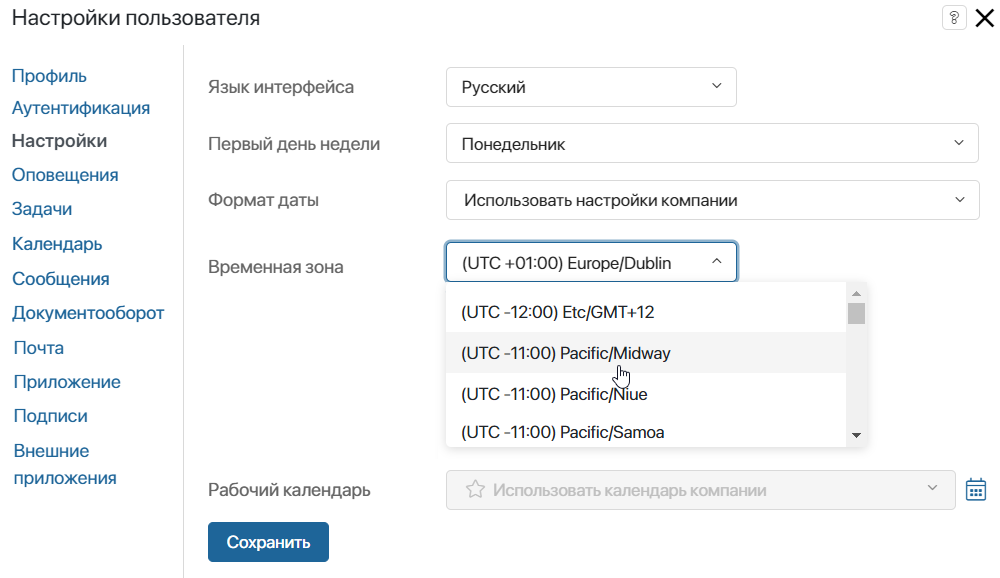 Настройки пользователя
?
Профиль
Аутентификация
Настройки
Оповещения
Задачи
Календарь
Сообщения
Документооборот
Почта
Приложение
Подписи
Внешние
приложения
Язык интерфейса
Русский
Первый день недели
Понедельник
Формат даты
Использовать настройки компании
Временная зона
(UTC +01:00) Europe/Dublin
(UTC -12:00) Etc/GMT+12
(UTC -11:00) Pacific/Midway
(UTC -11:00) Pacific/Niue
(UTC -11:00) Pacific/Samoa
Рабочий календарь
Использовать календарь компании
Сохранить